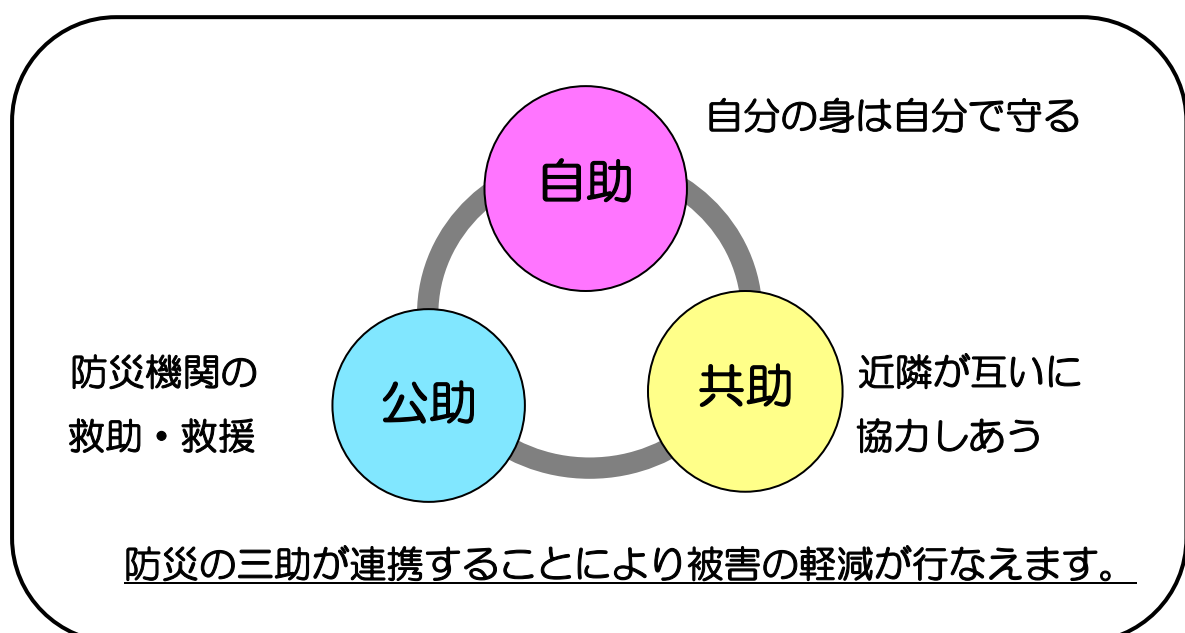 自分の身は自分で守る
自助
防災機関の
救助・救援
公助
共助
近隣が互いに
協力しあう
防災の三助が連携することにより被害の軽減が行なえます。